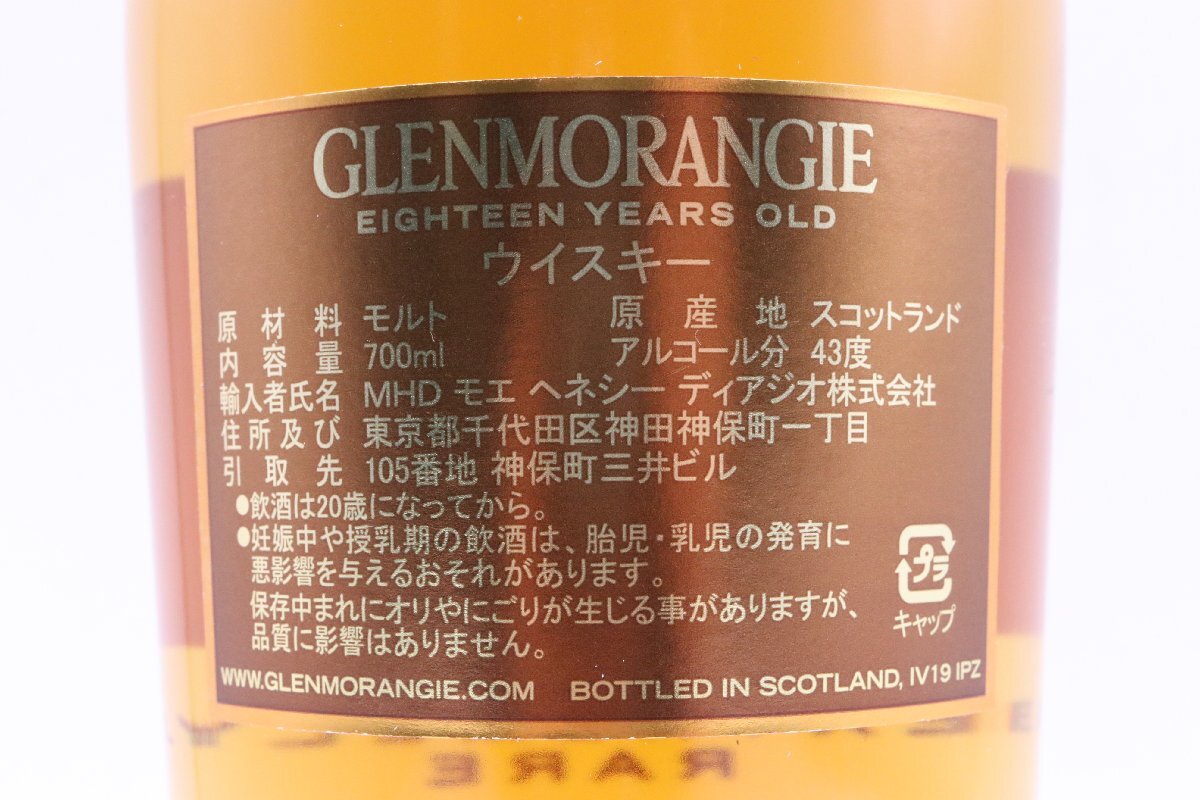 GLENMORANGIE
EIGHTEEN YEARS OLD
ウイスキー
原材料 モルト 原産地 スコットランド
内容量 700ml アルコール分 43度
輸入者氏名 MHD モエ ヘネシー ディアジオ株式会社
住所及び 東京都千代田区神田神保町一丁目
引取先 105番地 神保町三井ビル
●飲酒は20歳になってから。
●妊娠中や授乳期の飲酒は、胎児・乳児の発育に
悪影響を与えるおそれがあります。
保存中まれにオリやにごりが生じる事がありますが、
品質に影響はありません。
プラ
キャップ
WWW.GLENMORANGIE.COM BOTTLED IN SCOTLAND, IV19 IPZ
RARE